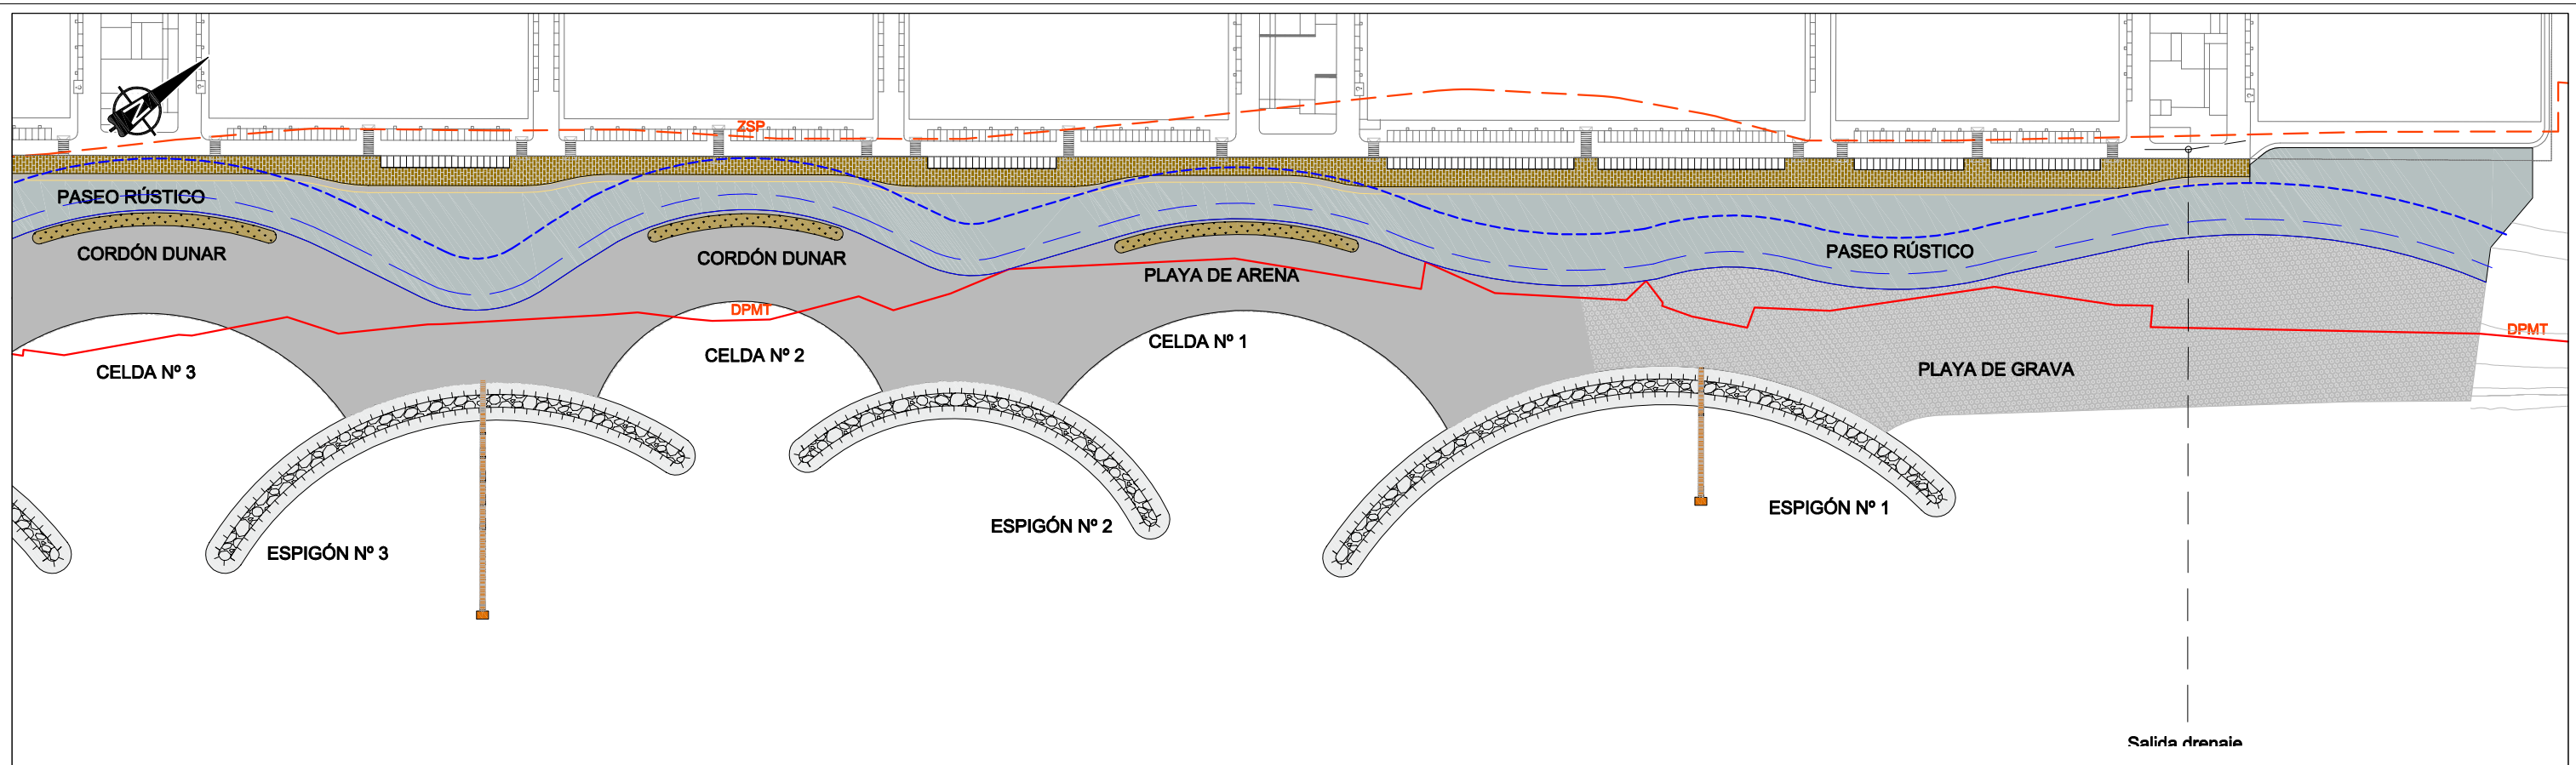 N
ZSP
PASEO RÚSTICO
CORDÓN DUNAR
CORDÓN DUNAR
PLAYA DE ARENA
PASEO RÚSTICO
DPMT
DPMT
CELDA Nº 3
CELDA Nº 2
CELDA Nº 1
PLAYA DE GRAVA
ESPIGÓN Nº 3
ESPIGÓN Nº 2
ESPIGÓN Nº 1
Salida drenaje